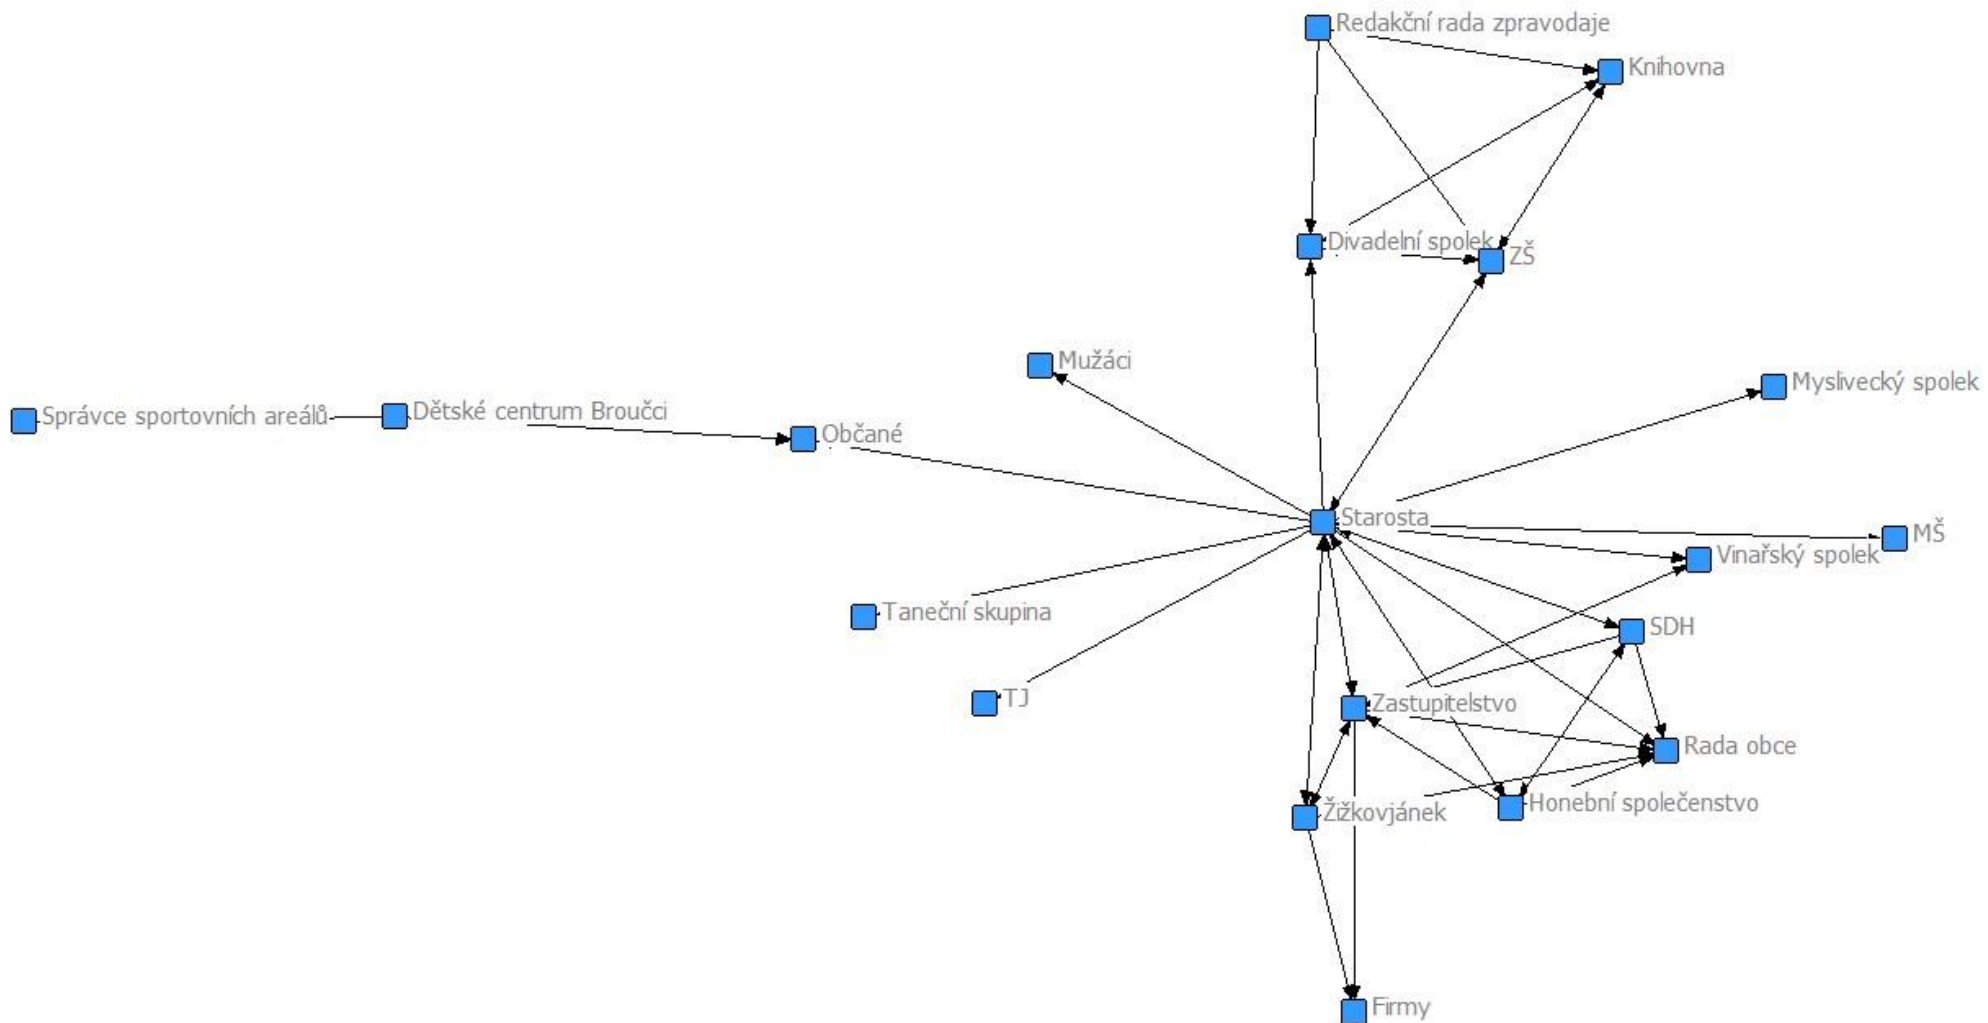 Redakční rada zpravodaje
Knihovna
Divadelní spolek
ZŠ
Mužáci
Myslivecký spolek
Správce sportovních areálů
Dětské centrum Broučci
Občané
Starosta
MŠ
Vinařský spolek
Taneční skupina
SDH
TJ
Zastupitelstvo
Rada obce
Honební společenstvo
Žižkovjánek
Firmy